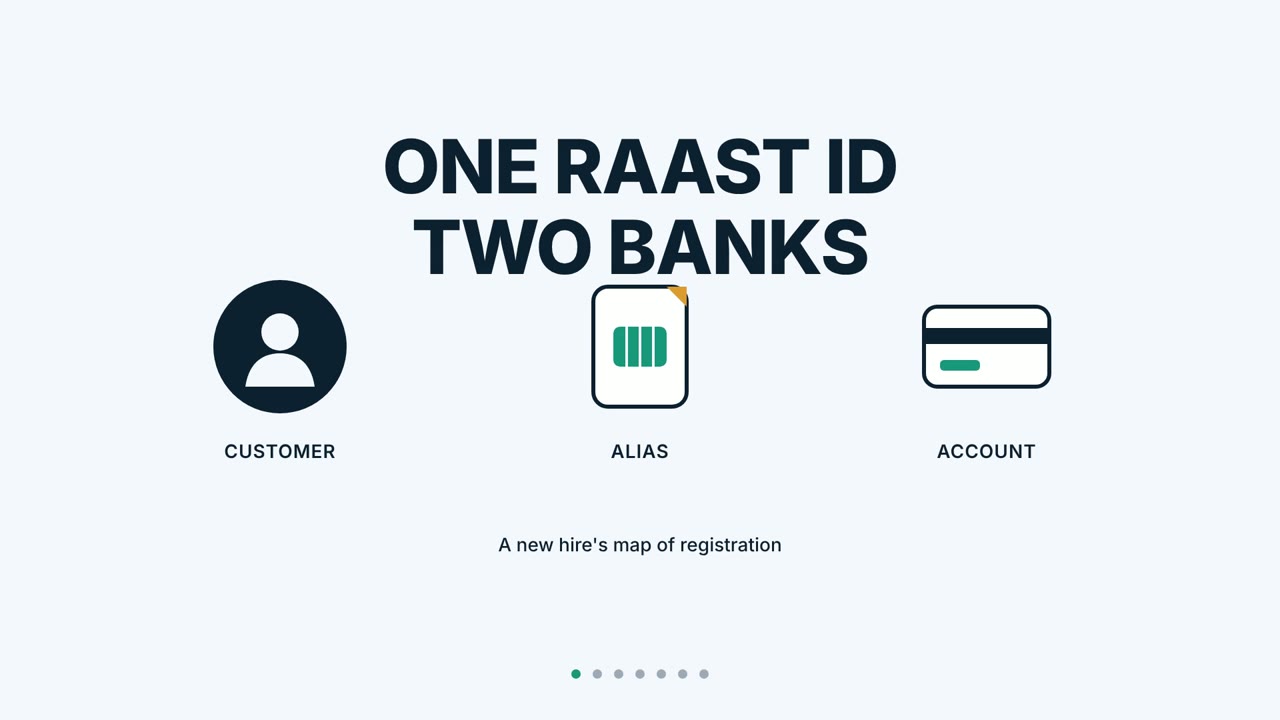 ONE RAAST ID
TWO BANKS
CUSTOMER
ALIAS
ACCOUNT
A new hire's map of registration